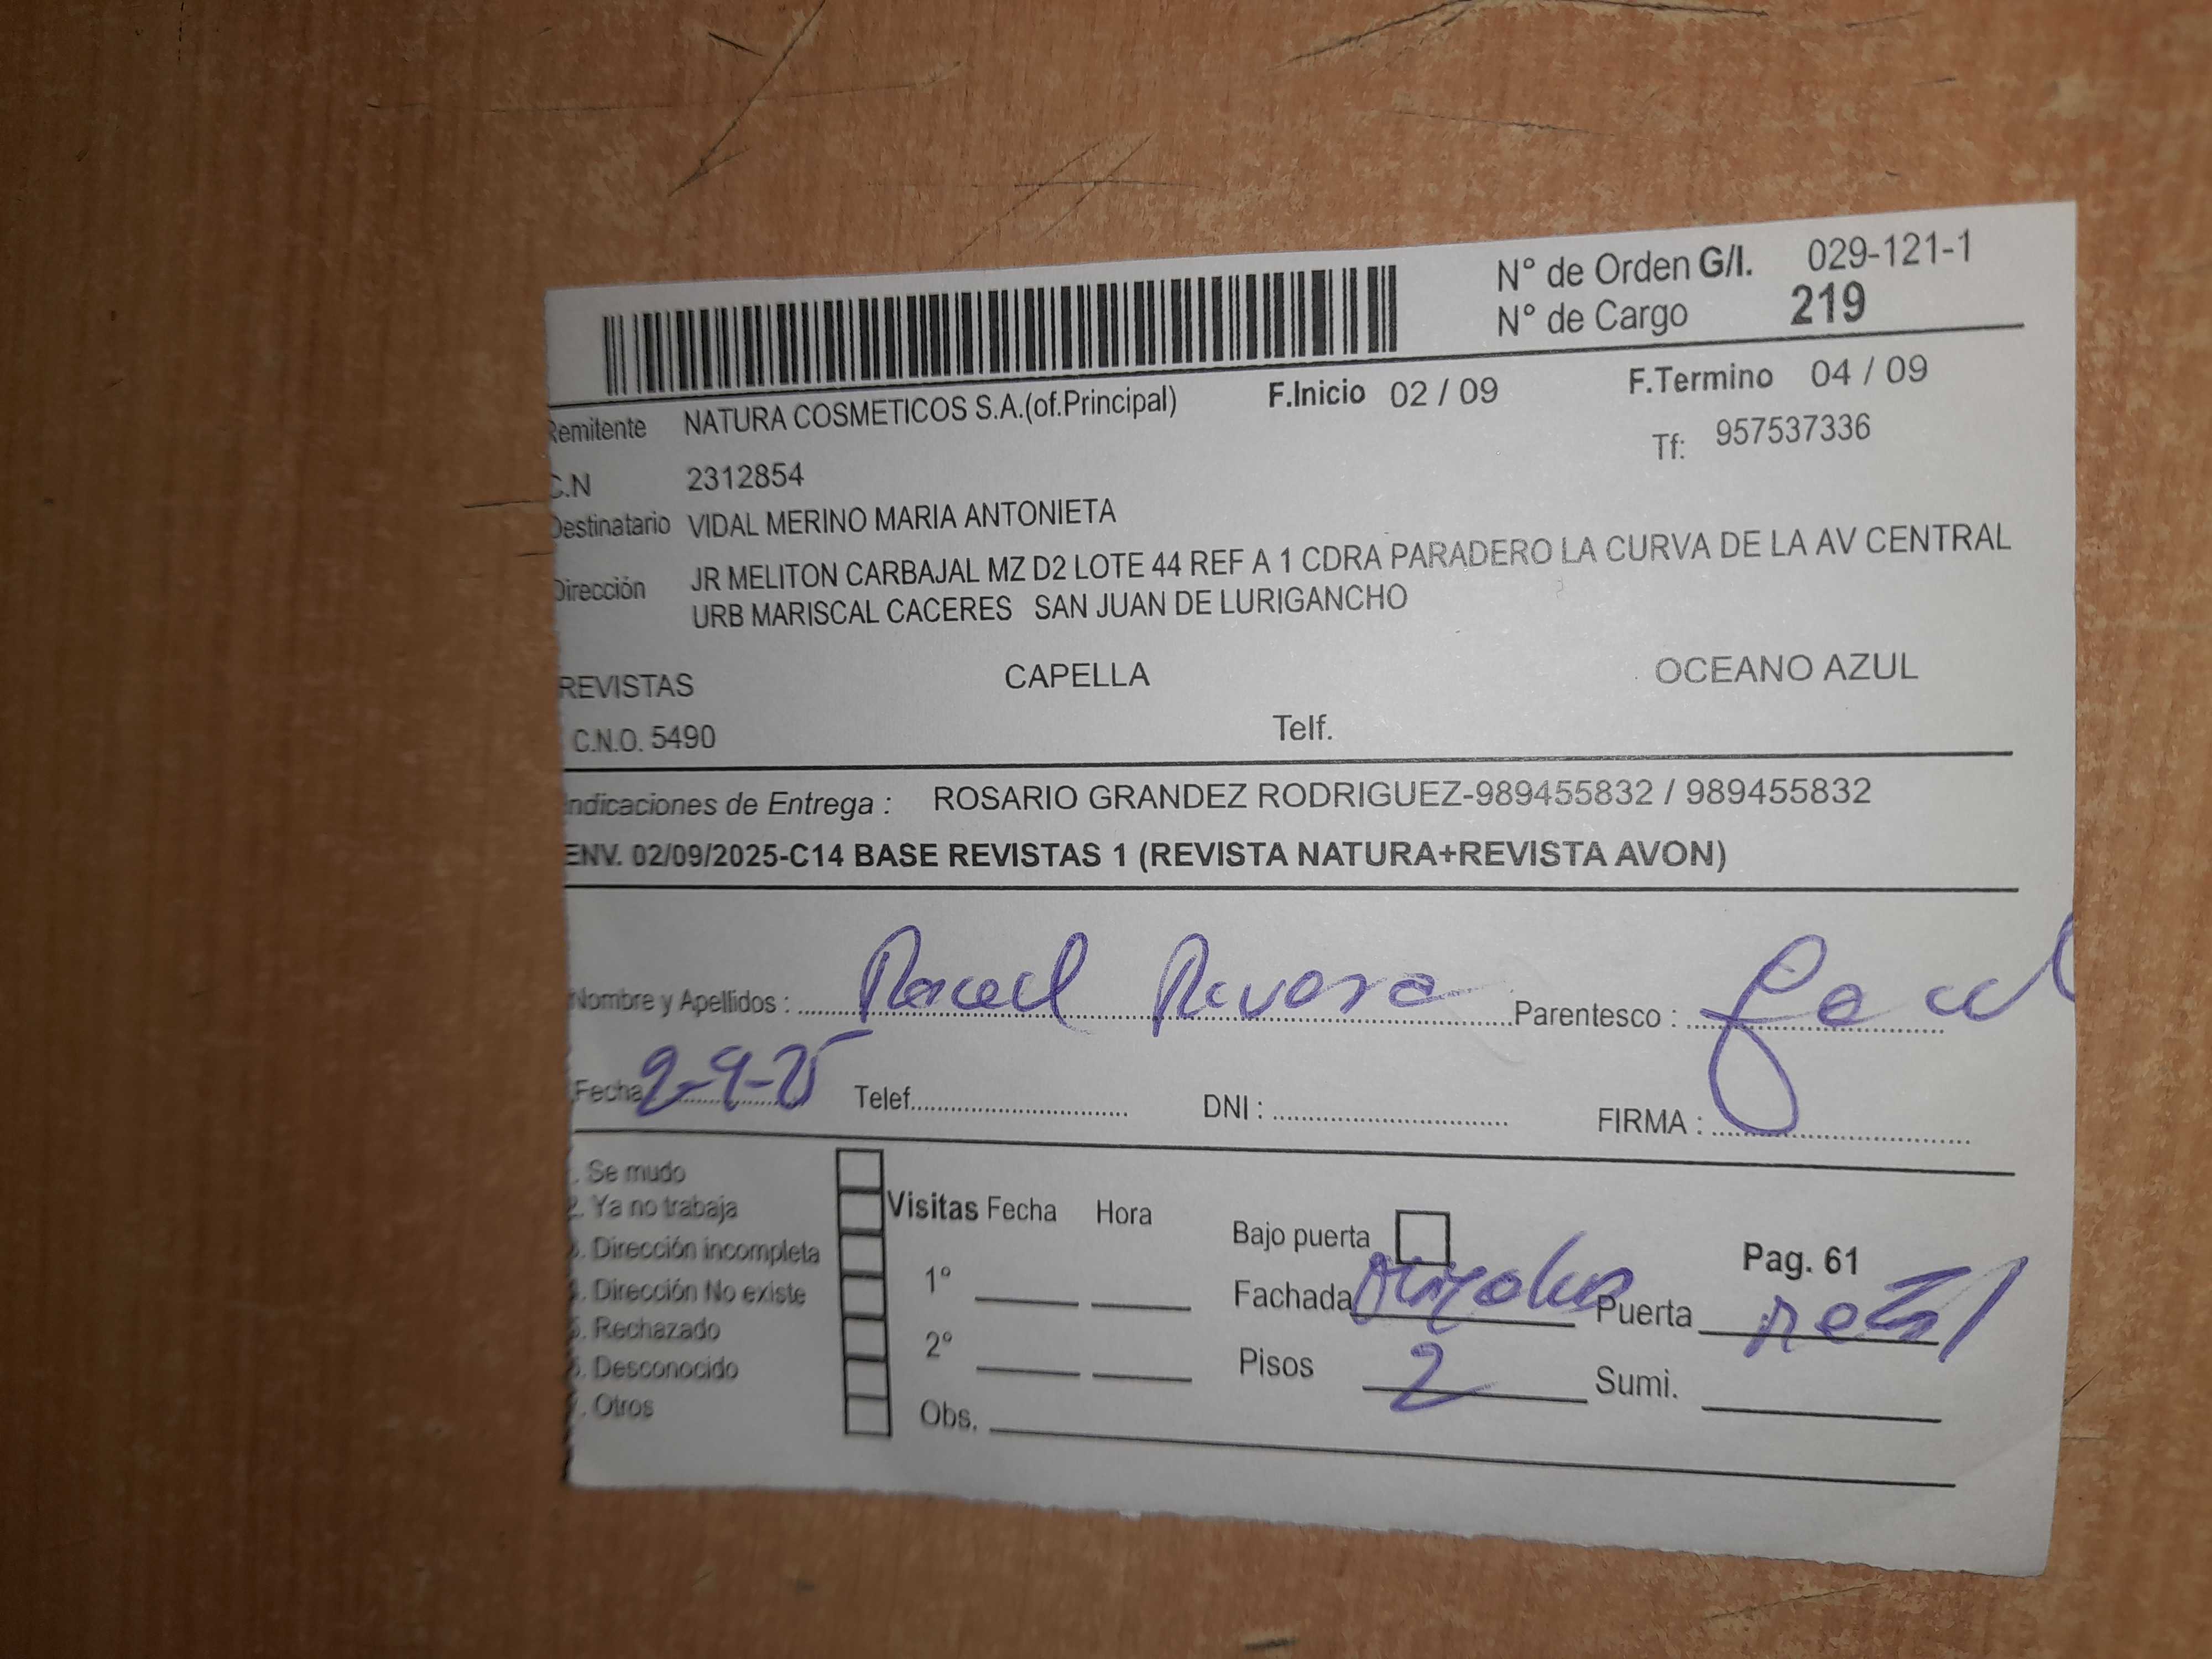 N° de Orden G/I. 029-121-1
N° de Cargo 219
Remitente NATURA COSMETICOS S.A.(of.Principal) F.Inicio 02 / 09 F.Termino 04 / 09
Tf: 957537336
C.N 2312854
Destinatario VIDAL MERINO MARIA ANTONIETA
Dirección JR MELITON CARBAJAL MZ D2 LOTE 44 REF A 1 CDRA PARADERO LA CURVA DE LA AV CENTRAL
URB MARISCAL CACERES SAN JUAN DE LURIGANCHO
REVISTAS CAPELLA OCEANO AZUL
C.N.O. 5490 Telf.
Indicaciones de Entrega : ROSARIO GRANDEZ RODRIGUEZ-989455832 / 989455832
ENV. 02/09/2025-C14 BASE REVISTAS 1 (REVISTA NATURA+REVISTA AVON)
Nombre y Apellidos : Parentesco :
Fecha 2-9-25 Telef. DNI : FIRMA :
. Se mudo
2. Ya no trabaja Visitas Fecha Hora
. Dirección incompleta Bajo puerta Pag. 61
. Dirección No existe 1° Fachada Puerta
. Rechazado
. Desconocido 2° Pisos 2 Sumi.
. Otros Obs.